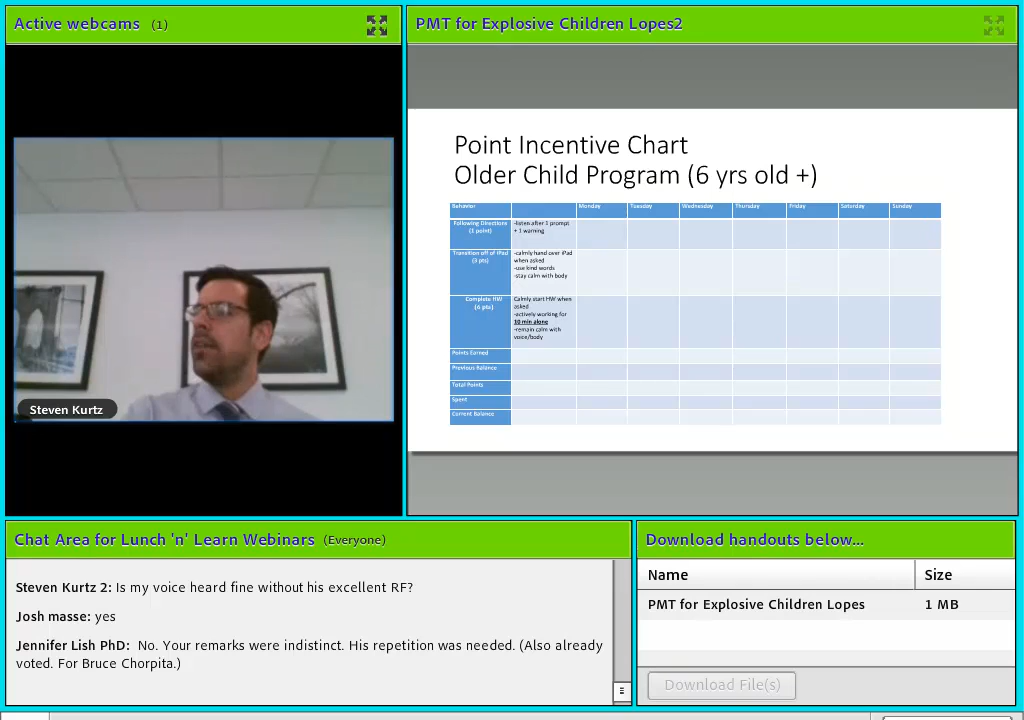 Active webcams (1)
PMT for Explosive Children Lopes2
Point Incentive Chart
Older Child Program (6 yrs old +)
Behavior Monday Tuesday Wednesday Thursday Friday Saturday Sunday
Following Directions
(1 point)
-listen after 1 prompt
+ 1 warning
Transition off of iPad
(3 pts)
-calmly hand over iPad
when asked
-use kind words
-stay calm with body
Complete HW
(6 pts)
Calmly start HW when
asked
-actively working for
10 min alone
-remain calm with
voice/body
Points Earned
Previous Balance
Total Points
Spent
Current Balance
Steven Kurtz
Chat Area for Lunch 'n' Learn Webinars (Everyone)
Steven Kurtz 2: Is my voice heard fine without his excellent RF?
Josh masse: yes
Jennifer Lish PhD: No. Your remarks were indistinct. His repetition was needed. (Also already
voted. For Bruce Chorpita.)
Download handouts below...
Name Size
PMT for Explosive Children Lopes 1 MB
Download File(s)